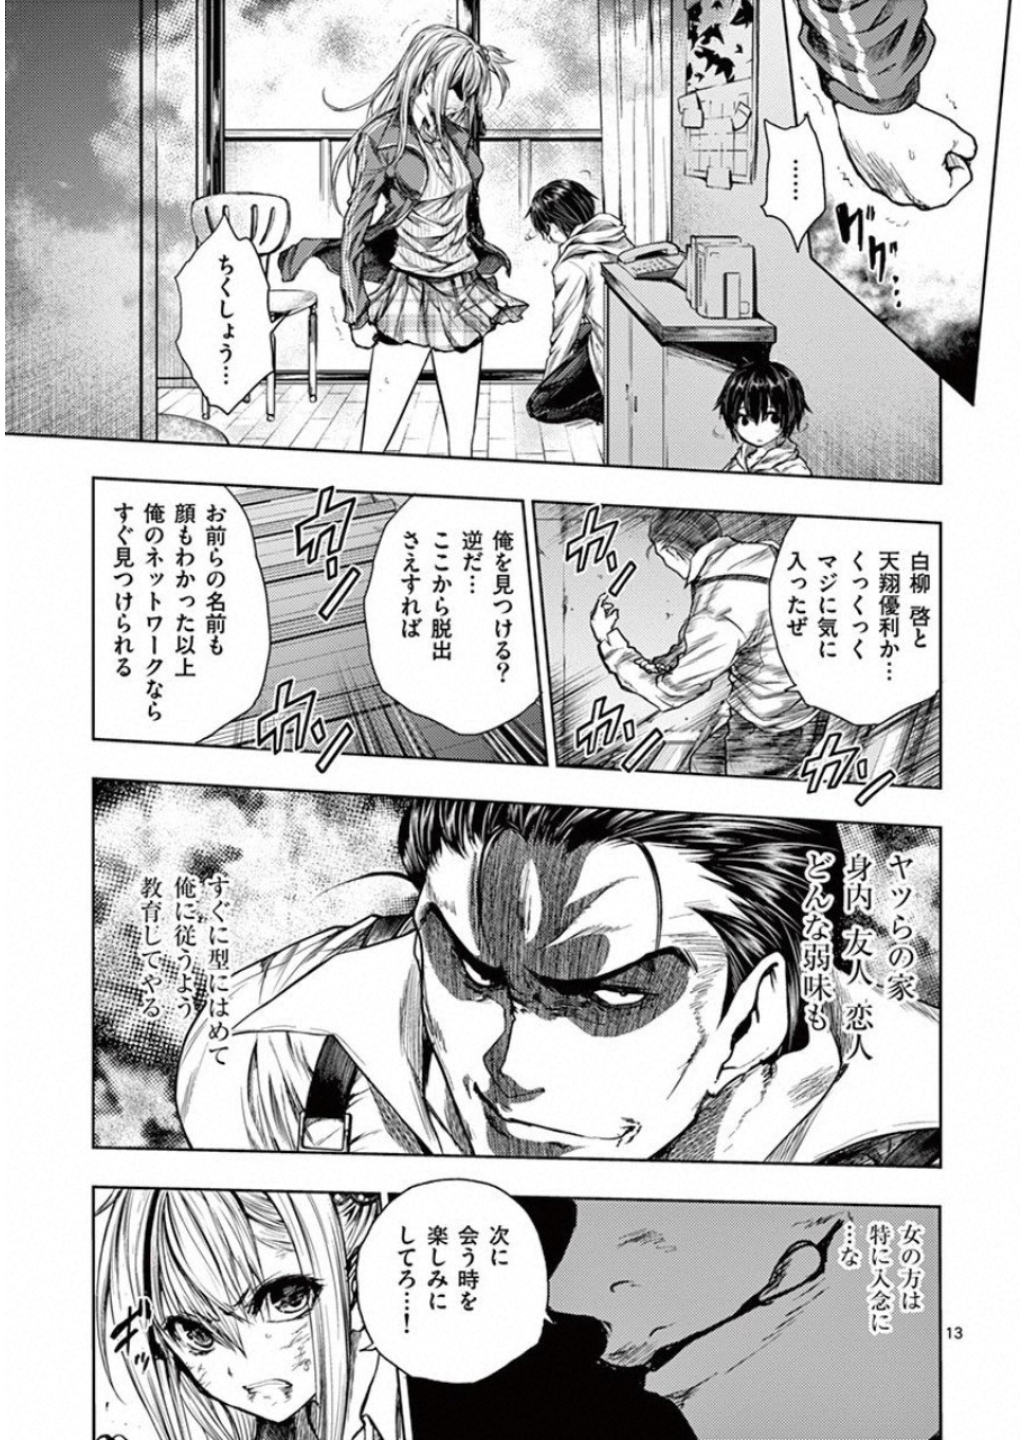 ……
グググ
ちくしょう…
白柳 啓と
天翔優利か…
くっくっく
マジに気に
入ったぜ
カン
カン
俺を見つける?
逆だ…
ここから脱出
さえすれば
カン
カン
お前らの名前も
顔もわかった以上
俺のネットワークなら
すぐ見つけられる
ヤツらの家
身内 友人 恋人
どんな弱味も
すぐに型にはめて
俺に従うよう
教育してやる
女の方は
特に入念に
…な
次に
会う時を
楽しみに
してろ…!
13